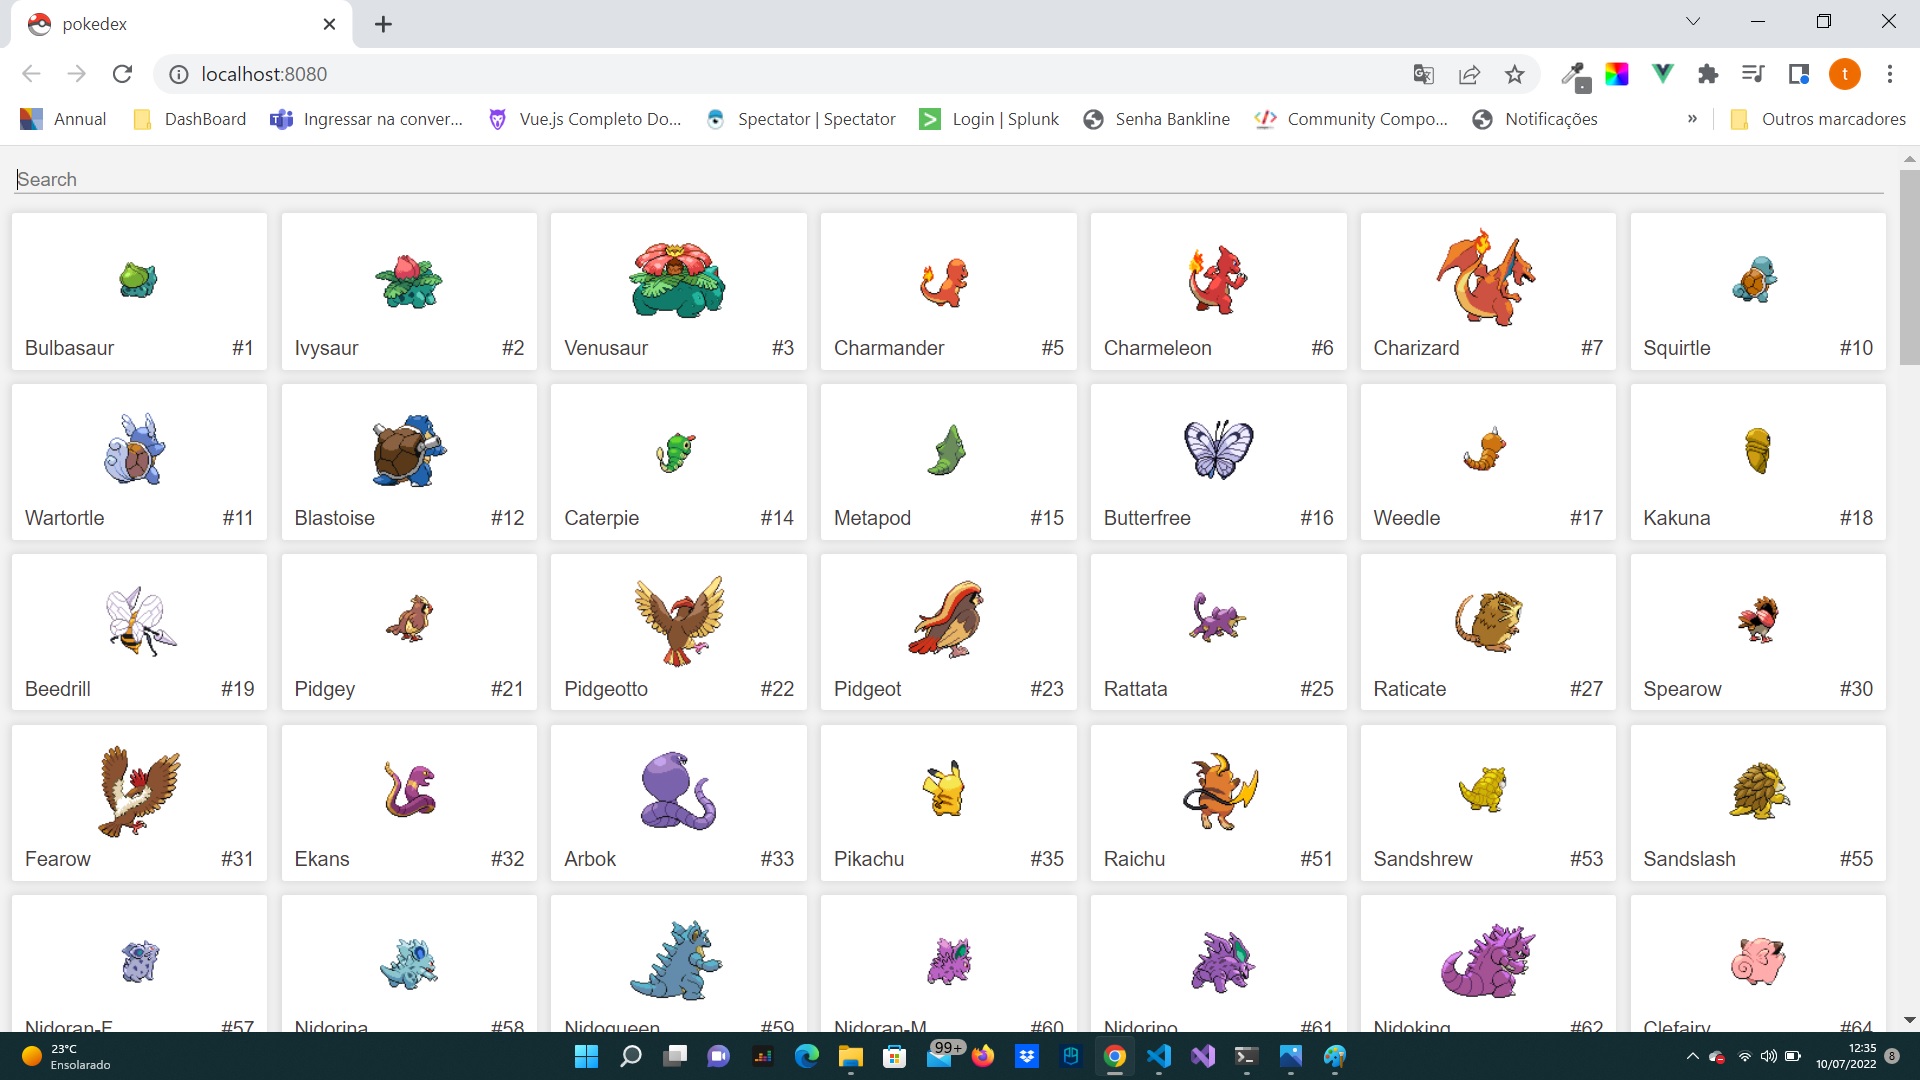 pokedex
localhost:8080
t
Annual DashBoard Ingressar na conver... Vue.js Completo Do... Spectator | Spectator Login | Splunk Senha Bankline Community Compo... Notificações » Outros marcadores
Search
Bulbasaur #1 Ivysaur #2 Venusaur #3 Charmander #5 Charmeleon #6 Charizard #7 Squirtle #10
Wartortle #11 Blastoise #12 Caterpie #14 Metapod #15 Butterfree #16 Weedle #17 Kakuna #18
Beedrill #19 Pidgey #21 Pidgeotto #22 Pidgeot #23 Rattata #25 Raticate #27 Spearow #30
Fearow #31 Ekans #32 Arbok #33 Pikachu #35 Raichu #51 Sandshrew #53 Sandslash #55
Nidoran-F #57 Nidorina #58 Nidoqueen #59 Nidoran-M #60 Nidorino #61 Nidoking #62 Clefairy #64
23°C
Ensolarado
99+
12:35
10/07/2022
8